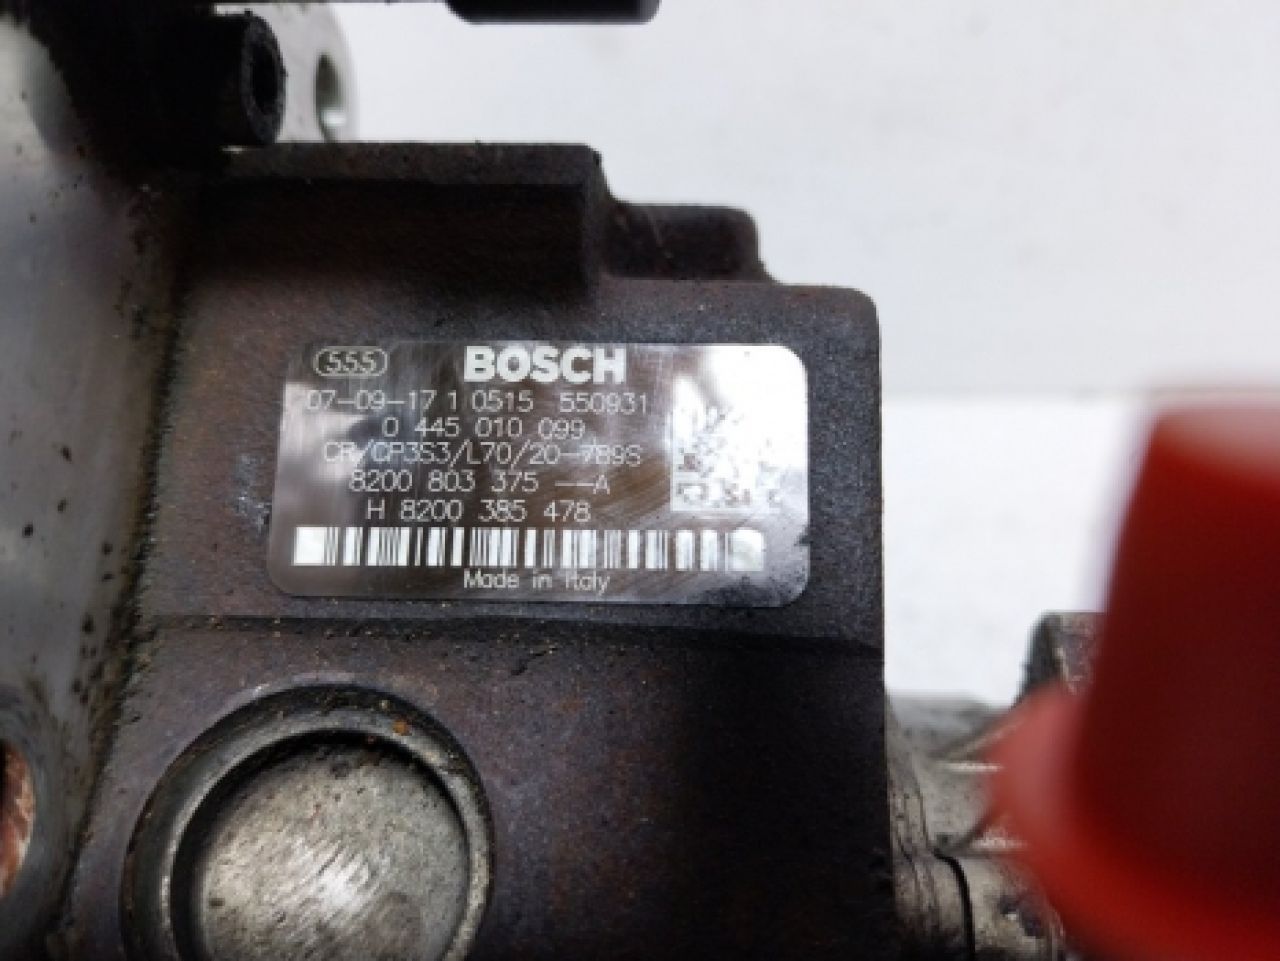 555 BOSCH
07-09-17 1 0515 550931
0 445 010 099
CR/CP3S3/L70/20-789S
8200 803 375 --A
H 8200 385 478
Made in Italy